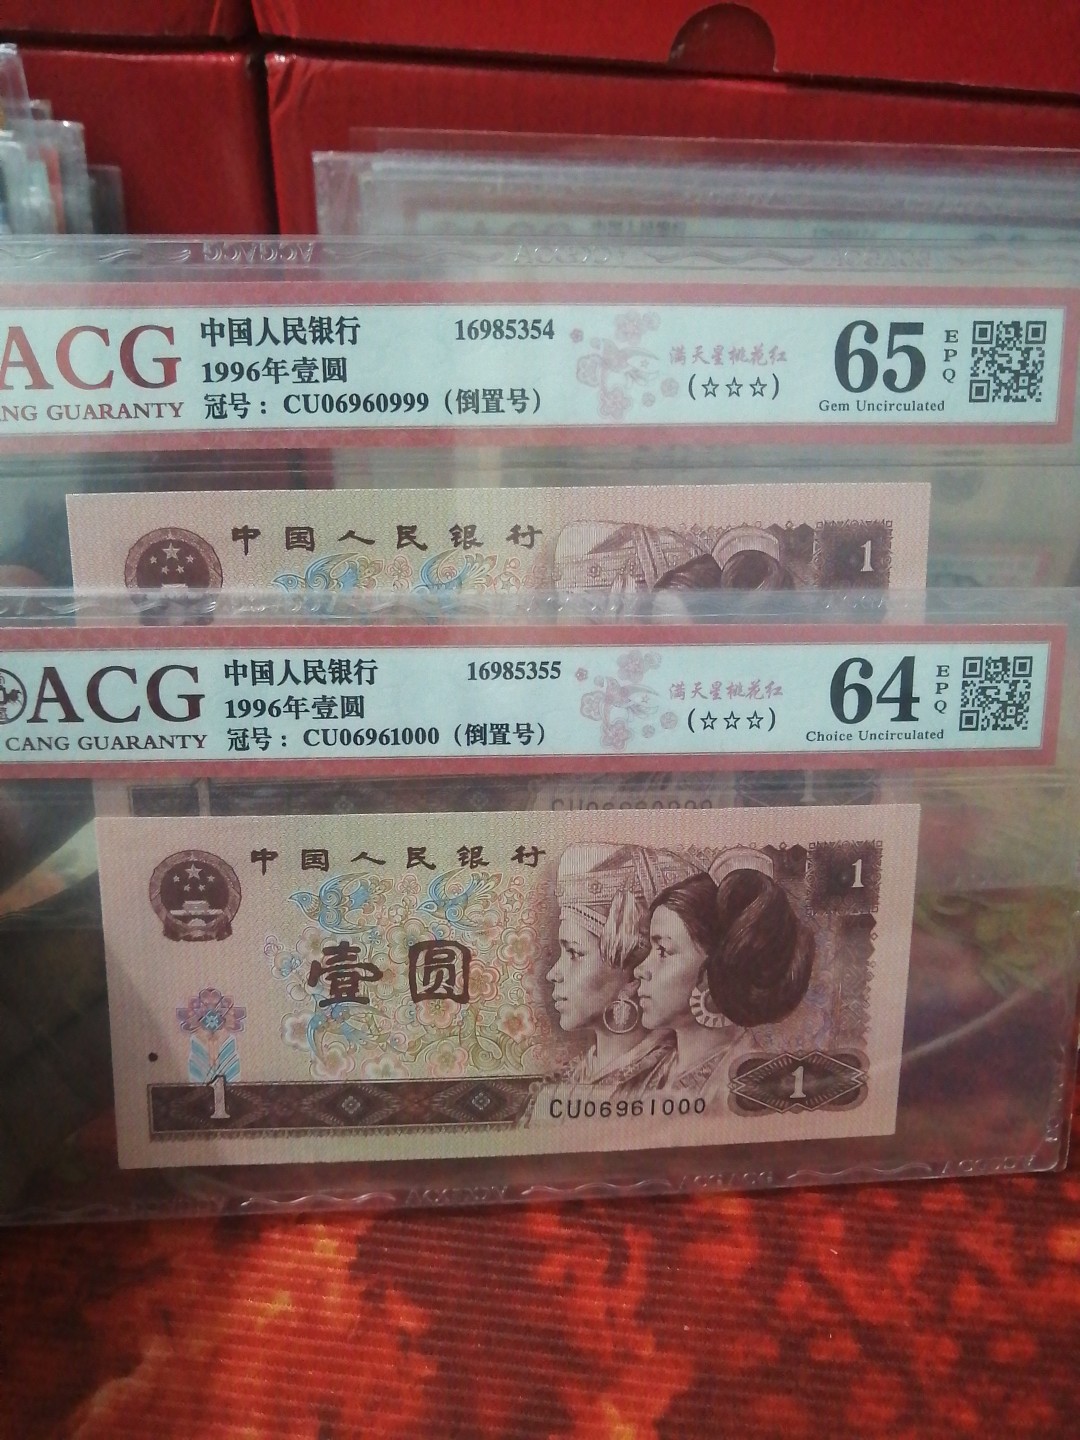 ACG
ANG GUARANTY
中国人民银行
16985354
1996年壹圆
冠号：CU06960999（倒置号）
满天星桃花红
(☆☆☆)
65
EPQ
Gem Uncirculated
中国人民银行
1
ACG
CANG GUARANTY
中国人民银行
16985355
1996年壹圆
冠号：CU06961000（倒置号）
满天星桃花红
(☆☆☆)
64
EPQ
Choice Uncirculated
中国人民银行
1
壹圆
1
CU06961000
1